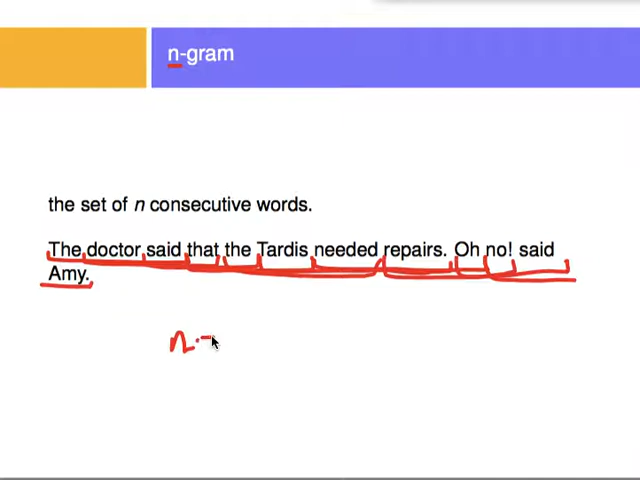 n-gram
the set of n consecutive words.
The doctor said that the Tardis needed repairs. Oh no! said
Amy.
n